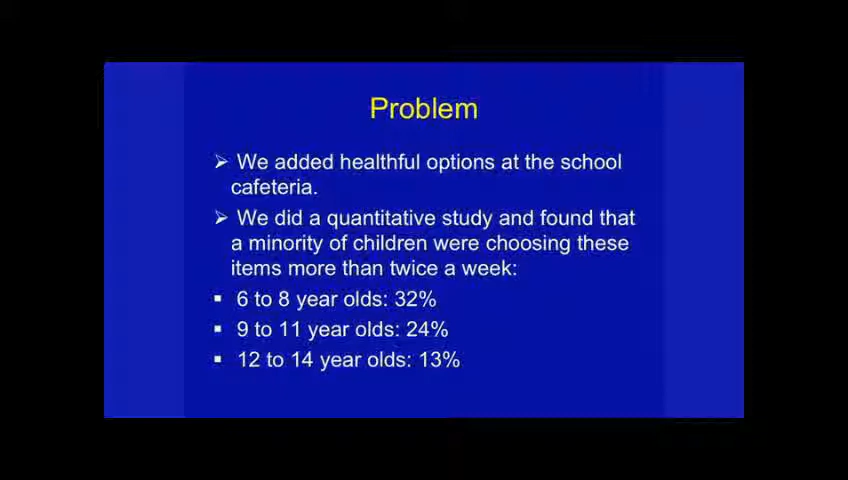 Problem
➢ We added healthful options at the school
cafeteria.
➢ We did a quantitative study and found that
a minority of children were choosing these
items more than twice a week:
▪ 6 to 8 year olds: 32%
▪ 9 to 11 year olds: 24%
▪ 12 to 14 year olds: 13%